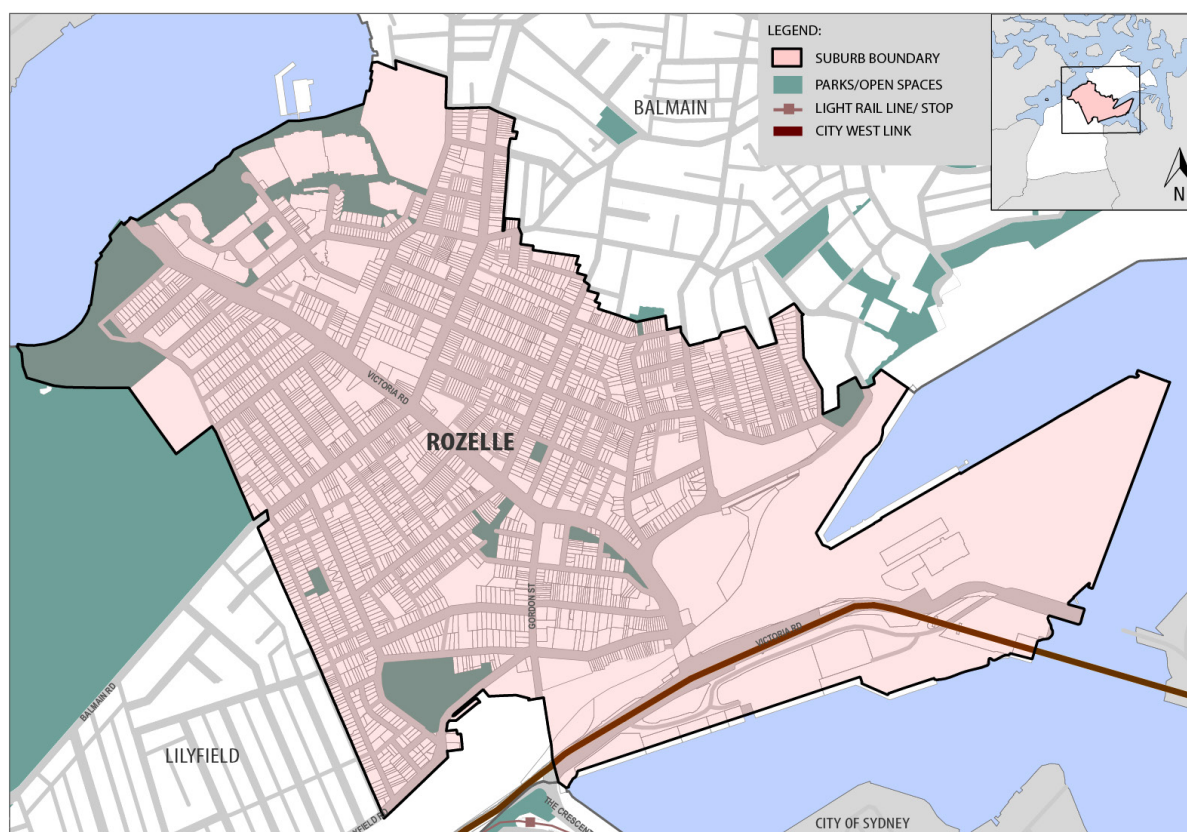 LEGEND:
SUBURB BOUNDARY
PARKS/OPEN SPACES
LIGHT RAIL LINE/ STOP
CITY WEST LINK
N
BALMAIN
VICTORIA RD
ROZELLE
GORDON ST
VICTORIA RD
BALMAIN RD
LILYFIELD
THE CRESCENT
CITY OF SYDNEY